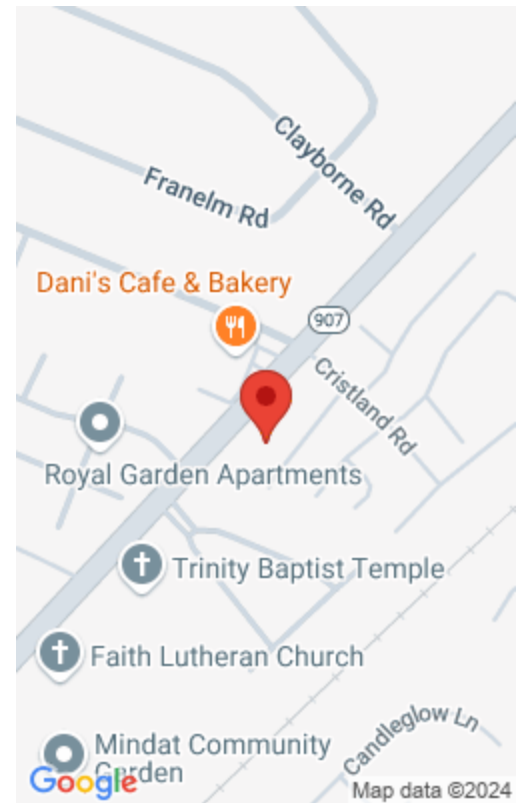 Clayborne Rd
Franelm Rd
Dani's Cafe & Bakery
907
Cristland Rd
Royal Garden Apartments
Trinity Baptist Temple
Faith Lutheran Church
Candleglow Ln
Mindat Community
Garden
Google
Map data ©2024